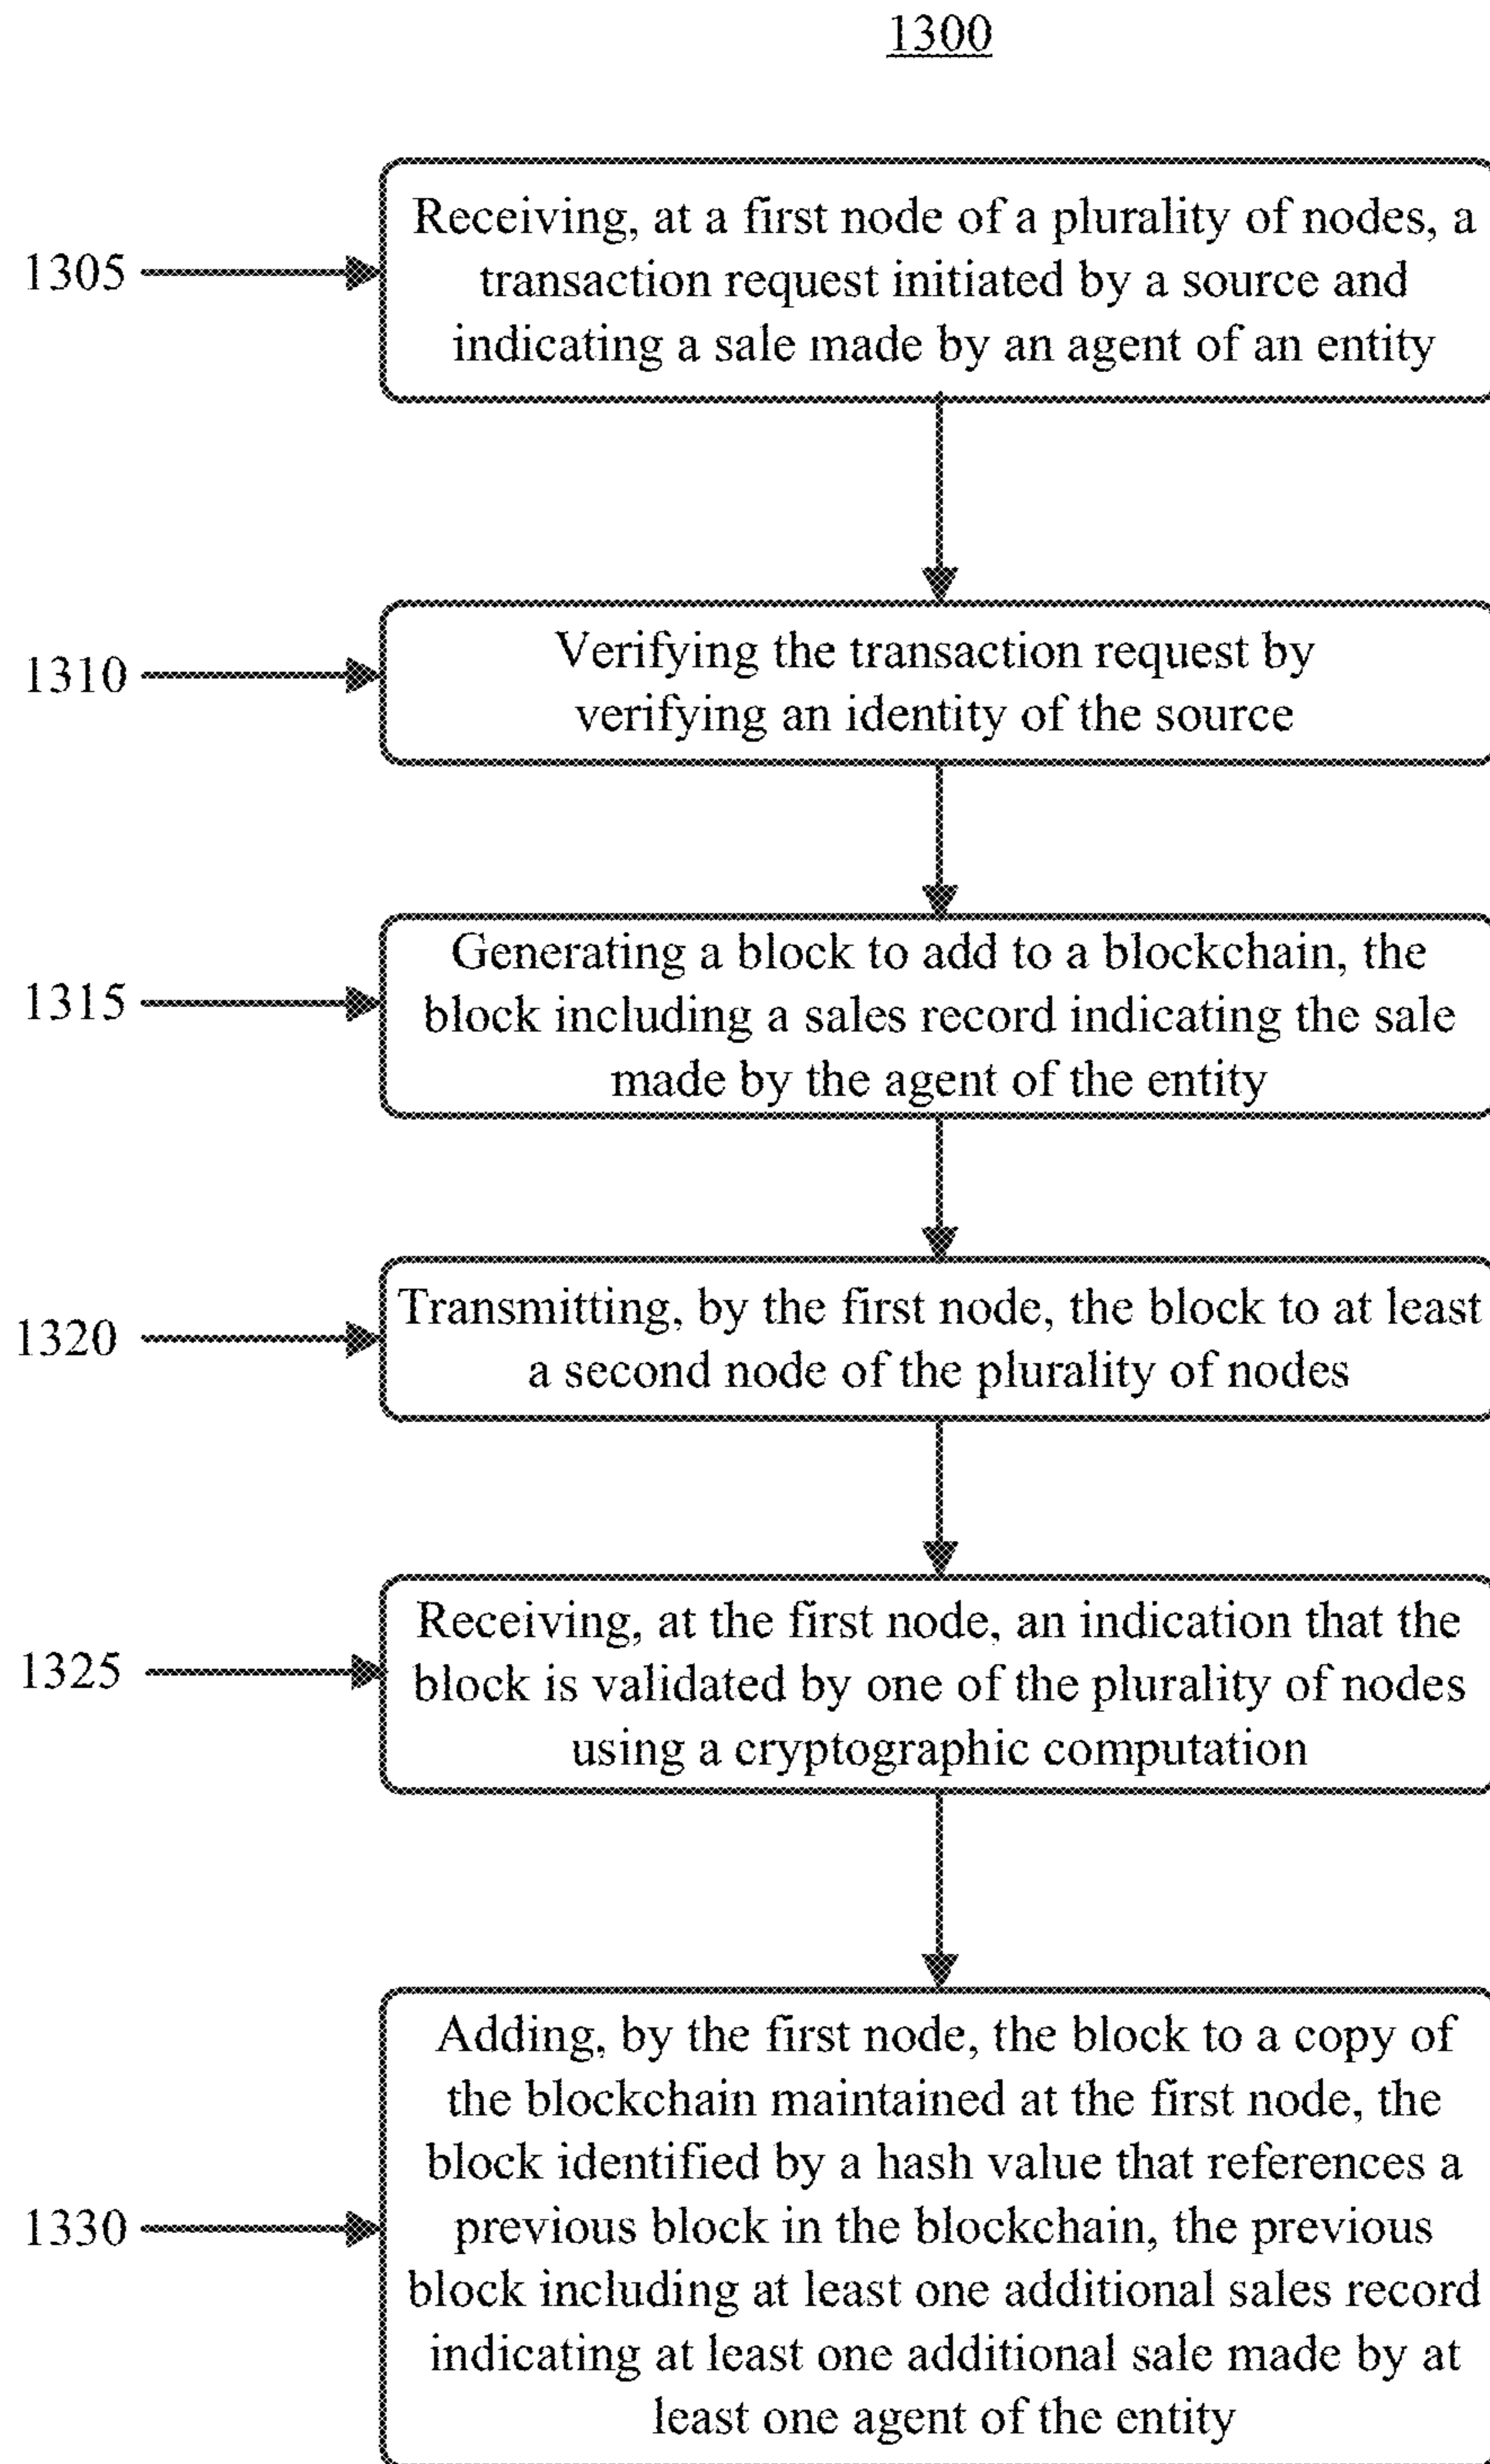 1300
1305
Receiving, at a first node of a plurality of nodes, a
transaction request initiated by a source and
indicating a sale made by an agent of an entity
1310
Verifying the transaction request by
verifying an identity of the source
1315
Generating a block to add to a blockchain, the
block including a sales record indicating the sale
made by the agent of the entity
1320
Transmitting, by the first node, the block to at least
a second node of the plurality of nodes
1325
Receiving, at the first node, an indication that the
block is validated by one of the plurality of nodes
using a cryptographic computation
1330
Adding, by the first node, the block to a copy of
the blockchain maintained at the first node, the
block identified by a hash value that references a
previous block in the blockchain, the previous
block including at least one additional sales record
indicating at least one additional sale made by at
least one agent of the entity